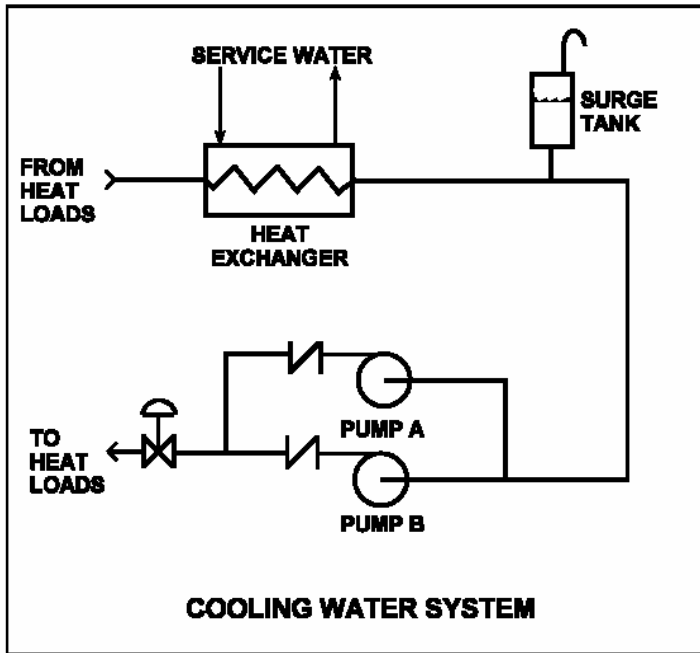 SERVICE WATER
SURGE
TANK
FROM
HEAT
LOADS
HEAT
EXCHANGER
PUMP A
TO
HEAT
LOADS
PUMP B
COOLING WATER SYSTEM